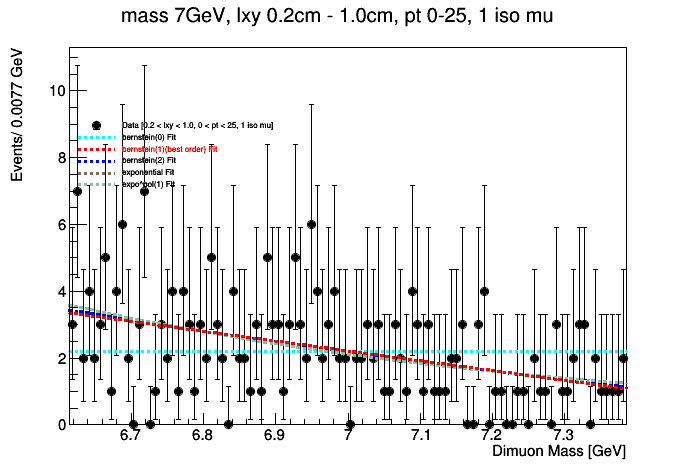 mass 7GeV, lxy 0.2cm - 1.0cm, pt 0-25, 1 iso mu
Events/ 0.0077 GeV
10
8
6
4
2
0
Data [0.2 < lxy < 1.0, 0 < pt < 25, 1 iso mu]
bernstein(0) Fit
bernstein(1)(best order) Fit
bernstein(2) Fit
exponential Fit
expo*pol(1) Fit
6.7 6.8 6.9 7 7.1 7.2 7.3
Dimuon Mass [GeV]